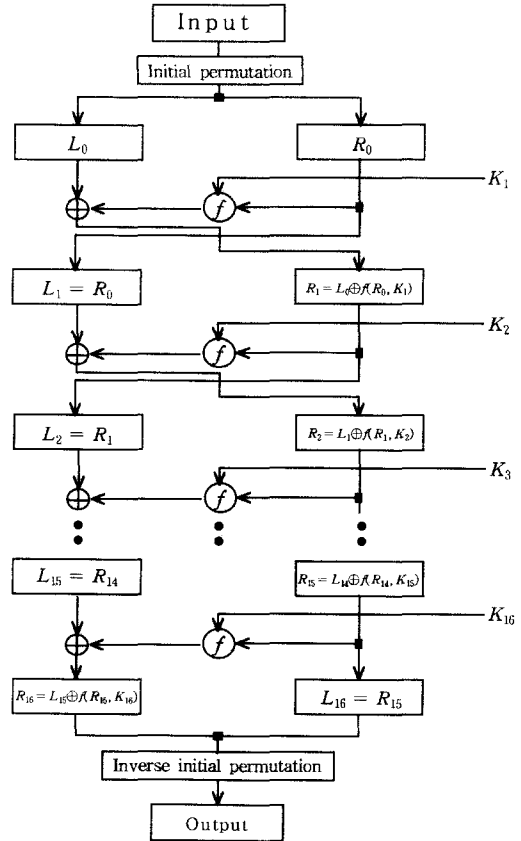 Input
Initial permutation
L₀
R₀
K₁
⊕
f
L₁ = R₀
R₁ = L₀⊕f(R₀, K₁)
K₂
⊕
f
L₂ = R₁
R₂ = L₁⊕f(R₁, K₂)
K₃
⊕
f
L₁₅ = R₁₄
R₁₅ = L₁₄⊕f(R₁₄, K₁₅)
K₁₆
⊕
f
R₁₆ = L₁₅⊕f(R₁₅, K₁₆)
L₁₆ = R₁₅
Inverse initial permutation
Output